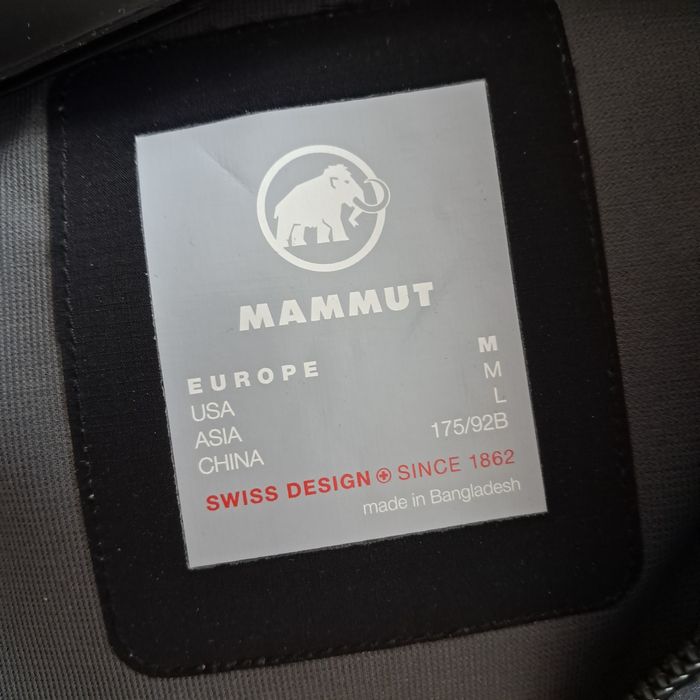 MAMMUT
EUROPE M
USA M
ASIA L
CHINA 175/92B
SWISS DESIGN SINCE 1862
made in Bangladesh